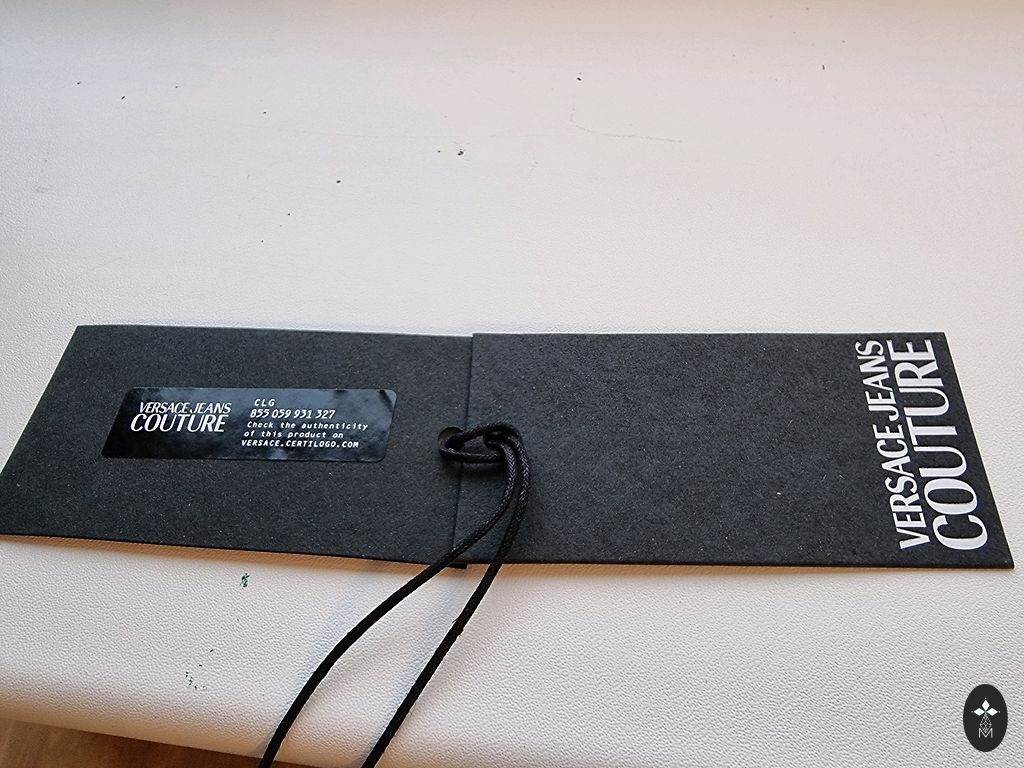 VERSACE JEANS
COUTURE
CLG
855 059 931 327
Check the authenticity
of this product on
VERSACE.CERTILOGO.COM
VERSACE JEANS
COUTURE
M